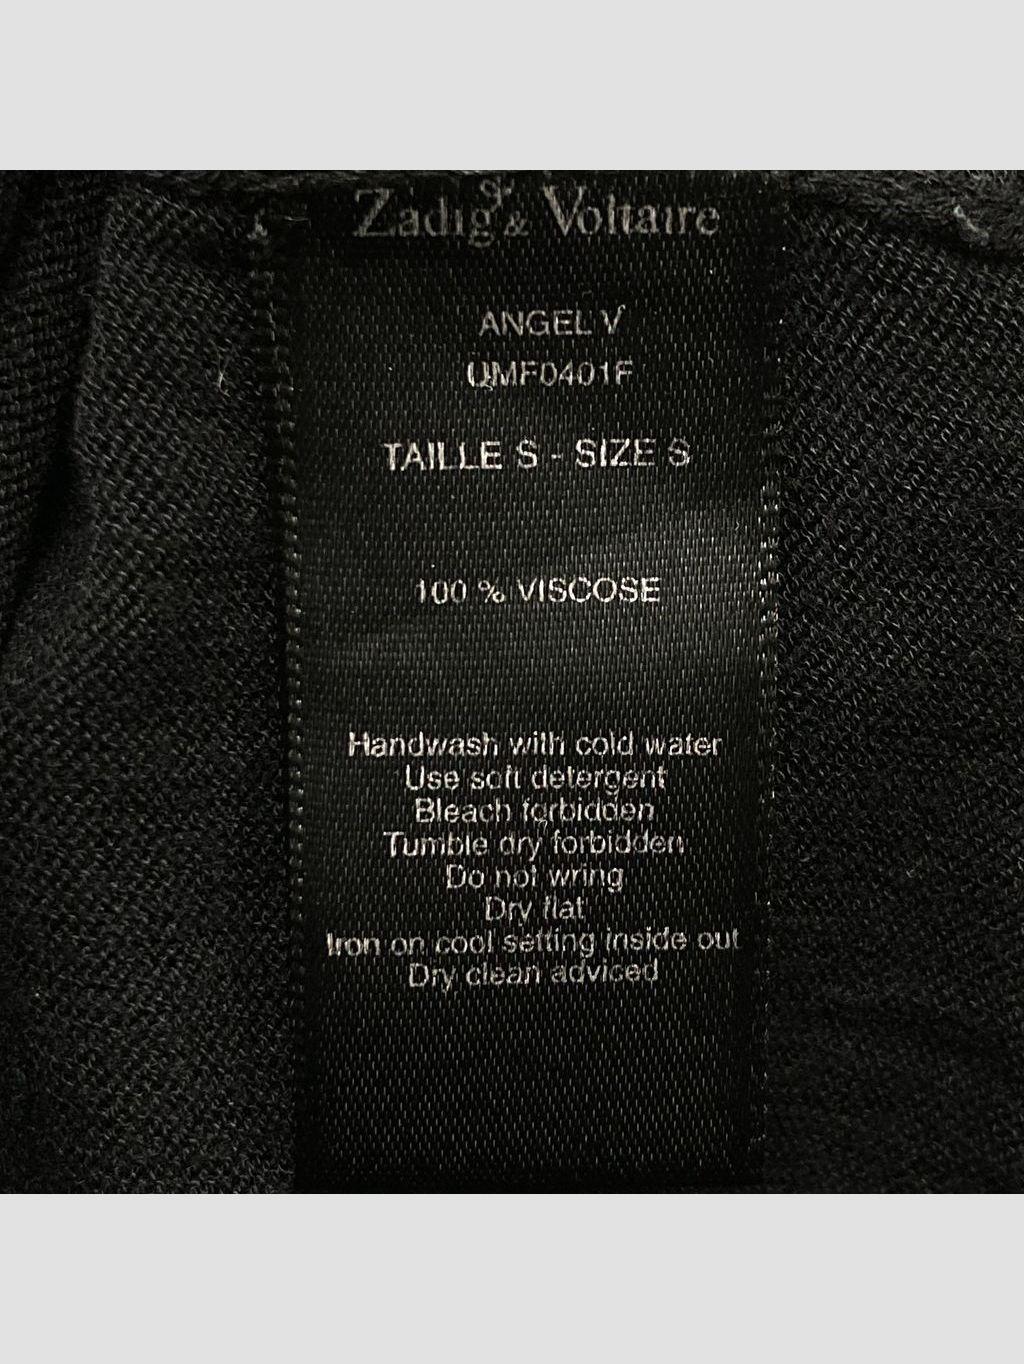 Zadig & Voltaire
ANGEL V
QMF0401F
TAILLE S - SIZE S
100 % VISCOSE
Handwash with cold water
Use soft detergent
Bleach forbidden
Tumble dry forbidden
Do not wring
Dry flat
Iron on cool setting inside out
Dry clean adviced